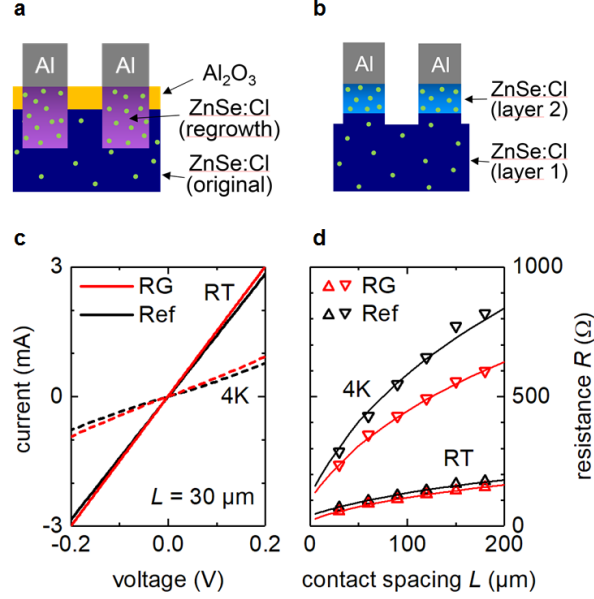 a
Al
Al
Al₂O₃
ZnSe:Cl
(regrowth)
ZnSe:Cl
(original)
b
Al
Al
ZnSe:Cl
(layer 2)
ZnSe:Cl
(layer 1)
c
3
0
-3
current (mA)
RG
Ref
RT
4K
L = 30 µm
-0.2
0.0
0.2
voltage (V)
d
RG
Ref
4K
RT
1000
500
0
resistance R (Ω)
0
100
200
contact spacing L (µm)